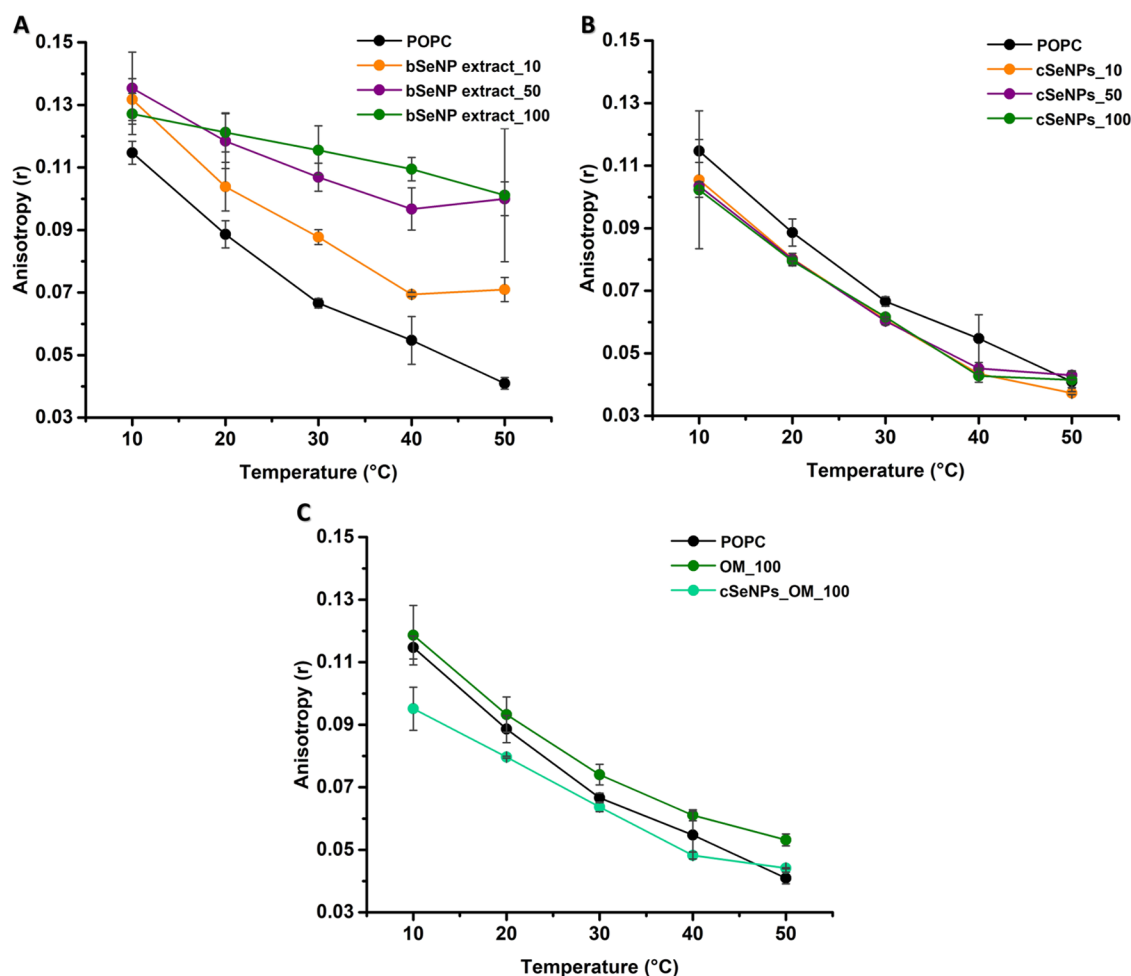 A
0.15
0.13
0.11
0.09
0.07
0.05
0.03
Anisotropy (r)
POPC
bSeNP extract_10
bSeNP extract_50
bSeNP extract_100
10 20 30 40 50
Temperature (°C)
B
0.15
0.13
0.11
0.09
0.07
0.05
0.03
Anisotropy (r)
POPC
cSeNPs_10
cSeNPs_50
cSeNPs_100
10 20 30 40 50
Temperature (°C)
C
0.15
0.13
0.11
0.09
0.07
0.05
0.03
Anisotropy (r)
POPC
OM_100
cSeNPs_OM_100
10 20 30 40 50
Temperature (°C)